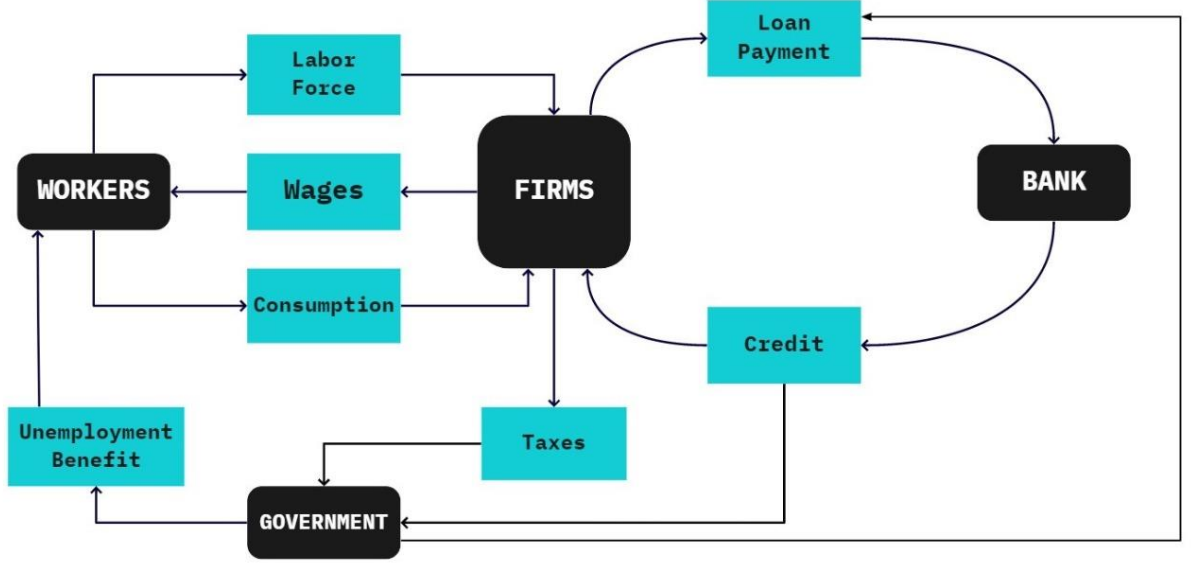 Loan
Payment
Labor
Force
WORKERS
Wages
FIRMS
BANK
Consumption
Credit
Unemployment
Benefit
Taxes
GOVERNMENT